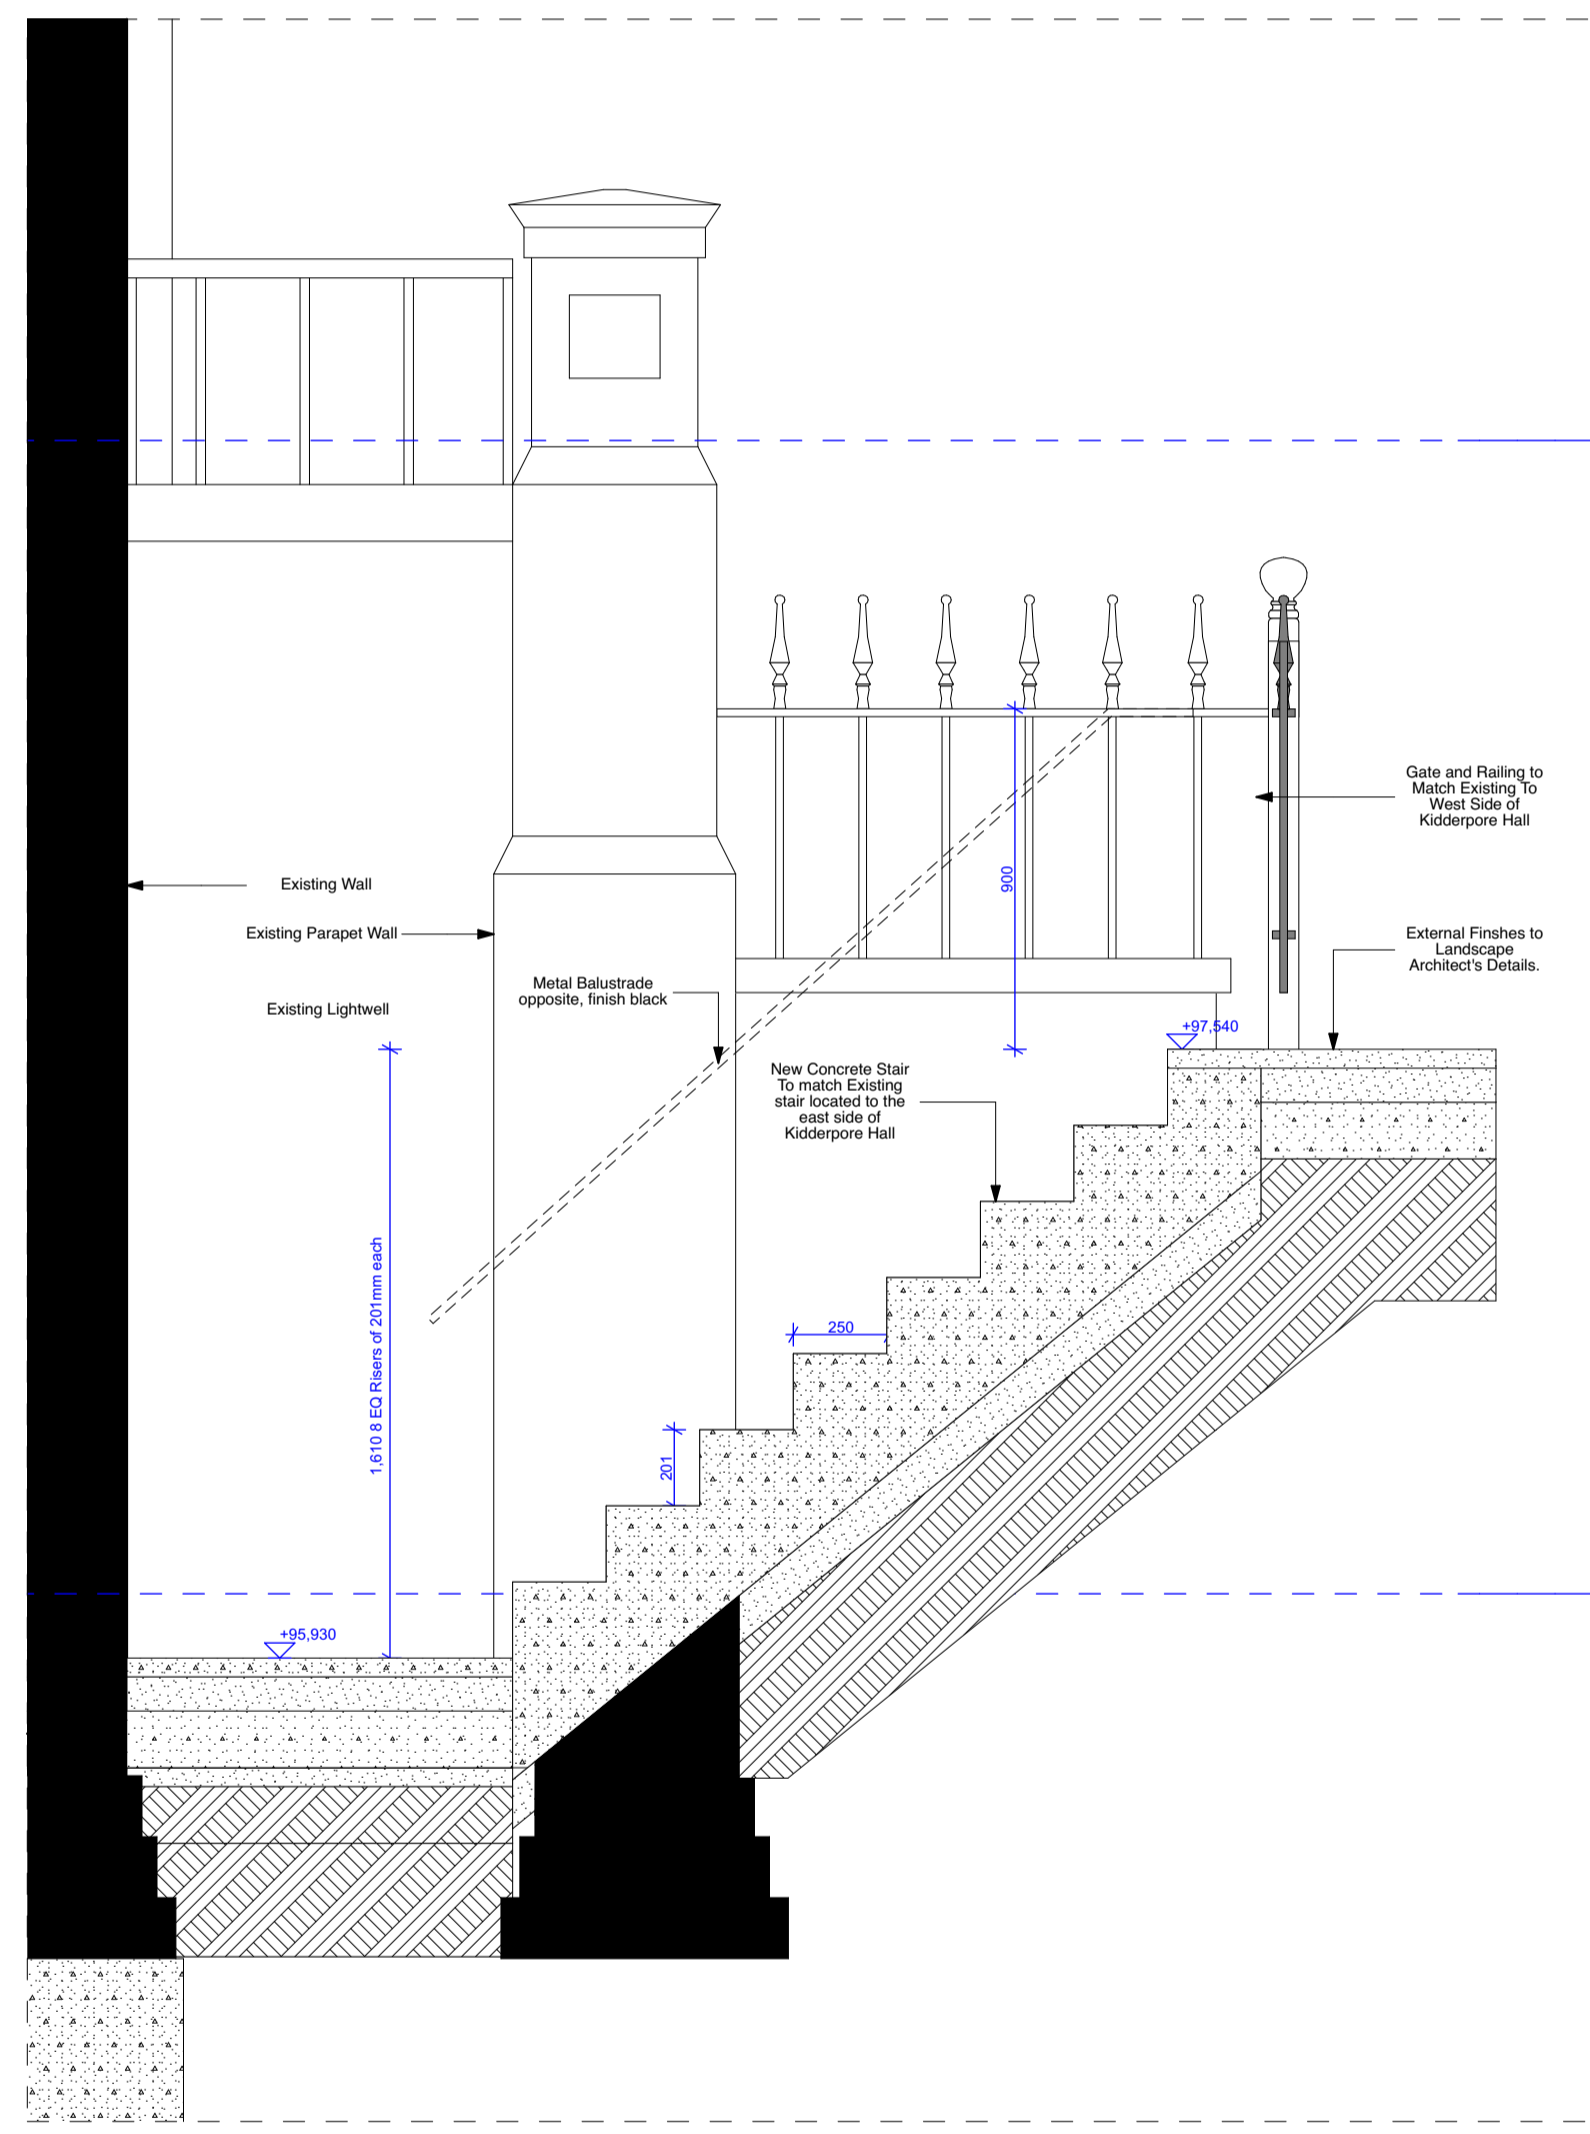 Gate and Railing to
Match Existing To
West Side of
Kidderpore Hall
900
Existing Wall
Existing Parapet Wall
External Finshes to
Landscape
Architect's Details.
Metal Balustrade
opposite, finish black
Existing Lightwell
+97,540
New Concrete Stair
To match Existing
stair located to the
east side of
Kidderpore Hall
1,610 8 EQ Risers of 201mm each
250
201
+95,930